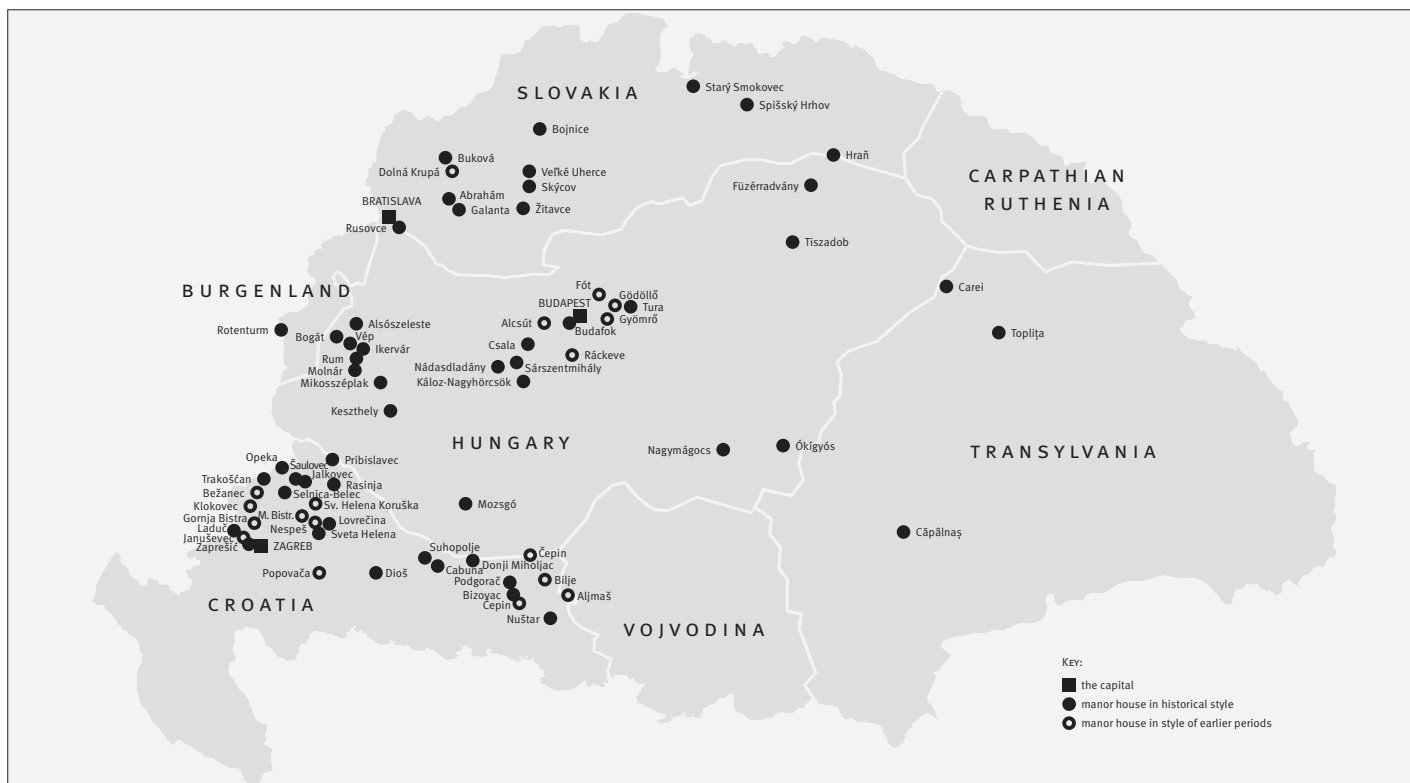 SLOVAKIA
Starý Smokovec
Spišský Hrhov
Bojnice
Buková
Dolná Krupá
Veľké Uherce
Skýcov
Hraň
Füzérradvány
CARPATHIAN
RUTHENIA
Abrahám
BRATISLAVA
Galanta
Žitavce
Rusovce
Tiszadob
BURGENLAND
Fót
Gödöllő
BUDAPEST
Tura
Carei
Rotenturm
Alsószeleste
Alcsút
Gyömrő
Budafok
Bogát
Vép
Toplița
Ikervár
Csala
Ráckeve
Rum
Molnár
Nádasdladány
Sárszentmihály
Mikosszéplak
Káloz-Nagyhörcsök
Keszthely
HUNGARY
Nagymágocs
Ókígyós
TRANSYLVANIA
Opeka
Pribislavec
Šaulovec
Trakošćan
Jalkovec
Rasinja
Bežanec
Selnica-Belec
Klokovec
Sv. Helena Koruška
Mozsgó
Gornja Bistra
M. Bistr.
Laduč
Nespeš
Lovrečina
Januševec
Sveta Helena
Zaprešić
ZAGREB
Căpâlnaș
Suhopolje
Čepin
Donji Miholjac
Cabuna
Popovača
Dioš
Podgorač
Bilje
Bizovac
Aljmaš
Čepin
CROATIA
Nuštar
VOJVODINA
KEY:
the capital
manor house in historical style
manor house in style of earlier periods